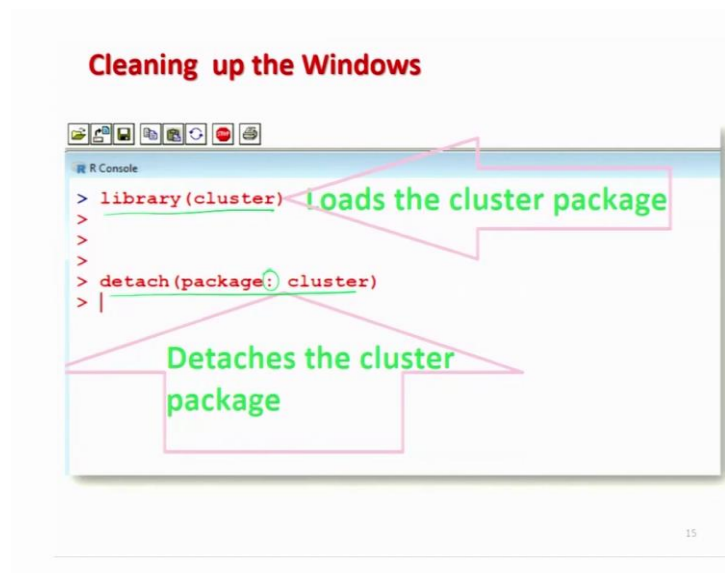 Cleaning up the Windows
STOP
R R Console
> library(cluster) Loads the cluster package
>
>
>
> detach(package: cluster)
> |
Detaches the cluster
package
15